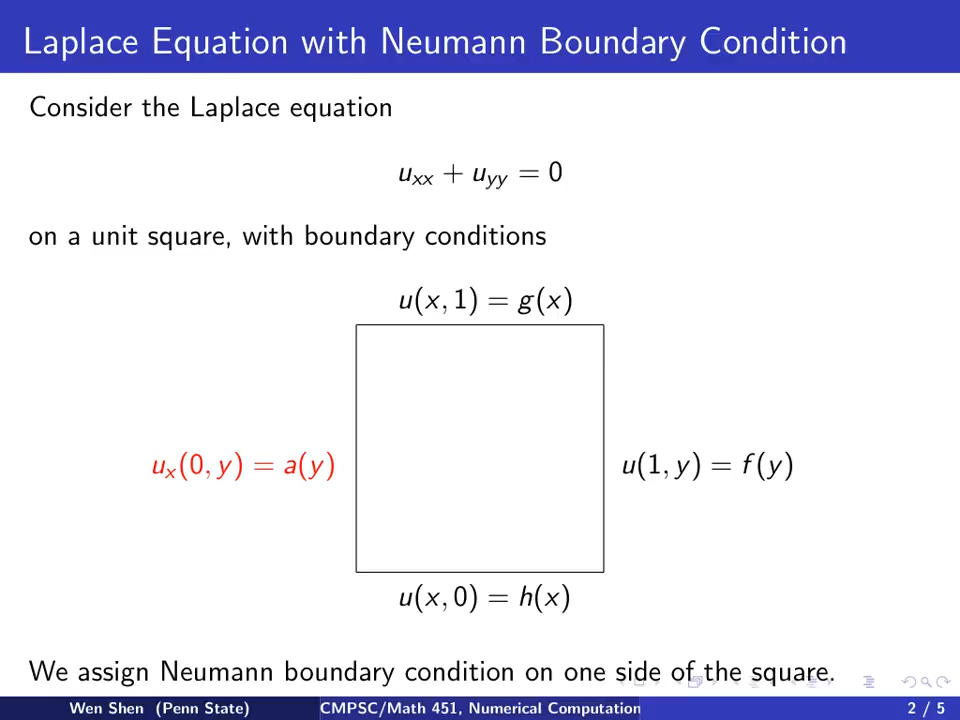 Laplace Equation with Neumann Boundary Condition
Consider the Laplace equation
u_xx + u_yy = 0
on a unit square, with boundary conditions
u(x, 1) = g(x)
u_x(0, y) = a(y)
u(1, y) = f(y)
u(x, 0) = h(x)
We assign Neumann boundary condition on one side of the square.
Wen Shen (Penn State)
CMPSC/Math 451, Numerical Computation
2 / 5